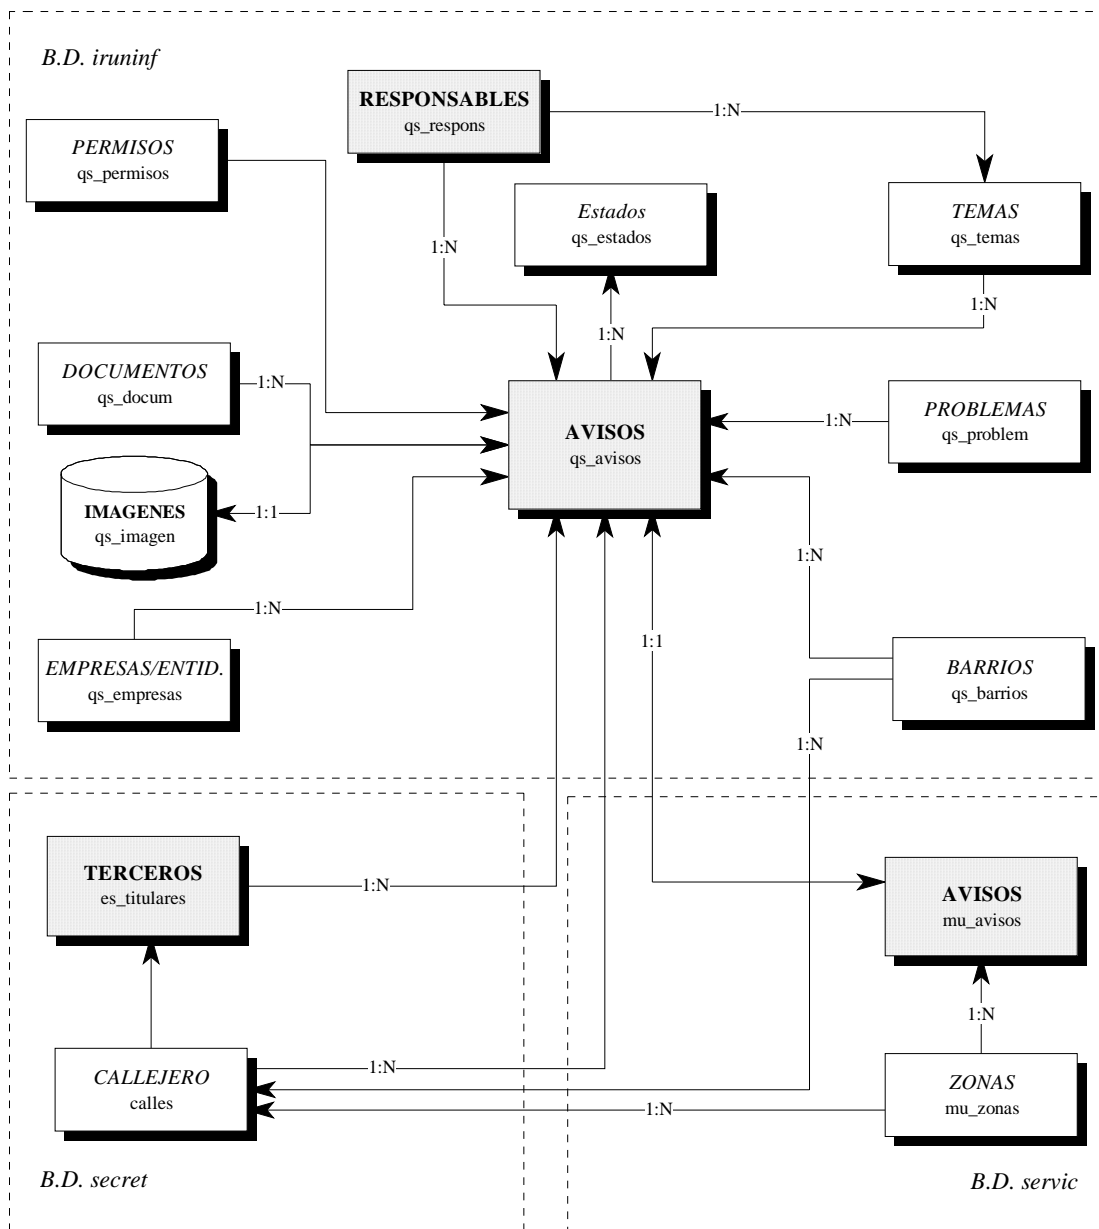 B.D. iruninf
RESPONSABLES
qs_respons
1:N
PERMISOS
qs_permisos
Estados
qs_estados
TEMAS
qs_temas
1:N
1:N
1:N
DOCUMENTOS
qs_docum
1:N
AVISOS
qs_avisos
PROBLEMAS
qs_problem
1:N
IMAGENES
qs_imagen
1:1
1:N
1:N
1:1
EMPRESAS/ENTID.
qs_empresas
BARRIOS
qs_barrios
1:N
TERCEROS
es_titulares
1:N
AVISOS
mu_avisos
1:N
CALLEJERO
calles
1:N
1:N
ZONAS
mu_zonas
B.D. secret
B.D. servic